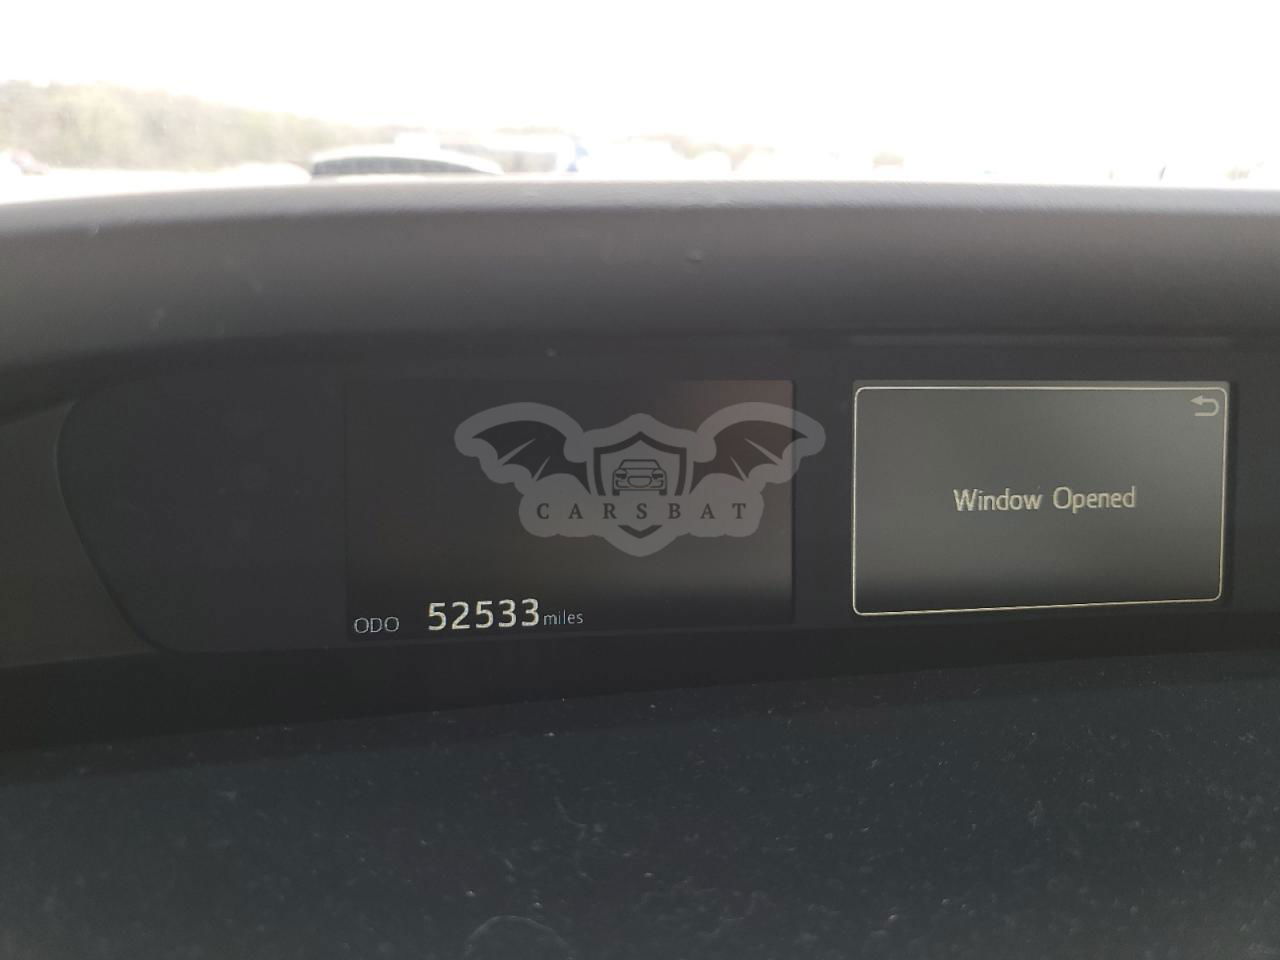 CARSBAT
Window Opened
ODO 52533 miles